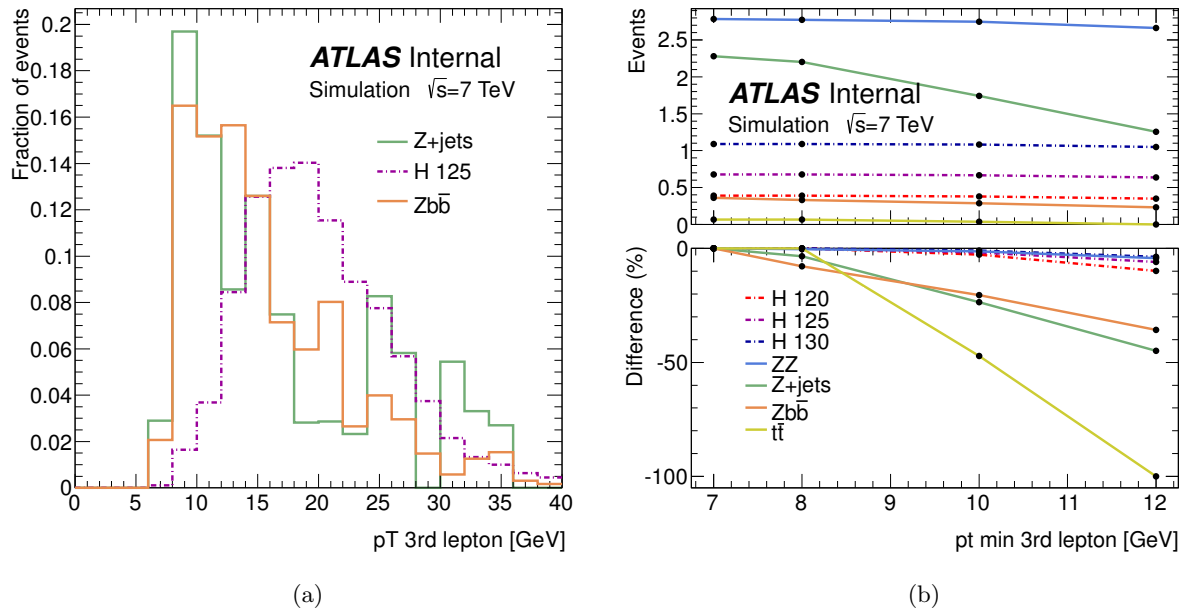 0.2
0.18
0.16
0.14
0.12
0.1
0.08
0.06
0.04
0.02
0
Fraction of events
ATLAS Internal
Simulation √s=7 TeV
Z+jets
H 125
Zbb̄
0 5 10 15 20 25 30 35 40
pT 3rd lepton [GeV]
(a)
2.5
2
1.5
1
0.5
0
Events
ATLAS Internal
Simulation √s=7 TeV
0
-50
-100
Difference (%)
H 120
H 125
H 130
ZZ
Z+jets
Zbb̄
tt̄
7 8 9 10 11 12
pt min 3rd lepton [GeV]
(b)